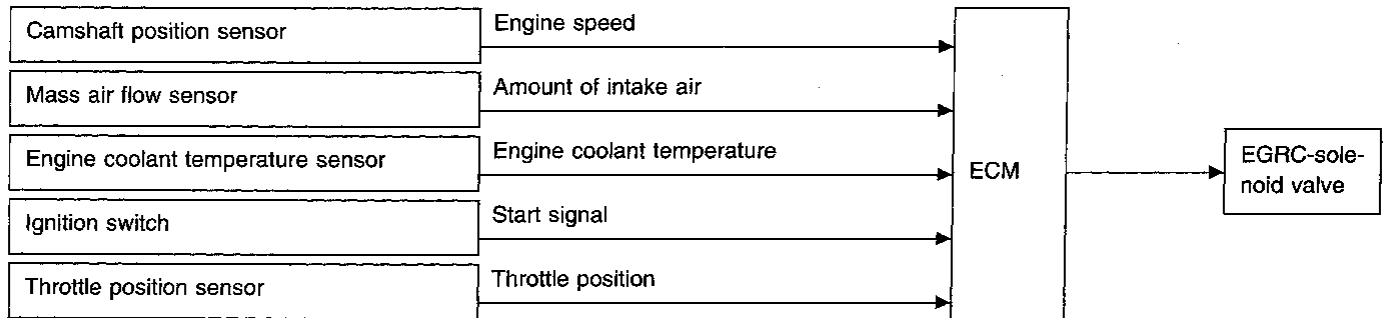 Camshaft position sensor
Engine speed
Mass air flow sensor
Amount of intake air
Engine coolant temperature sensor
Engine coolant temperature
Ignition switch
Start signal
Throttle position sensor
Throttle position
ECM
EGRC-sole-
noid valve